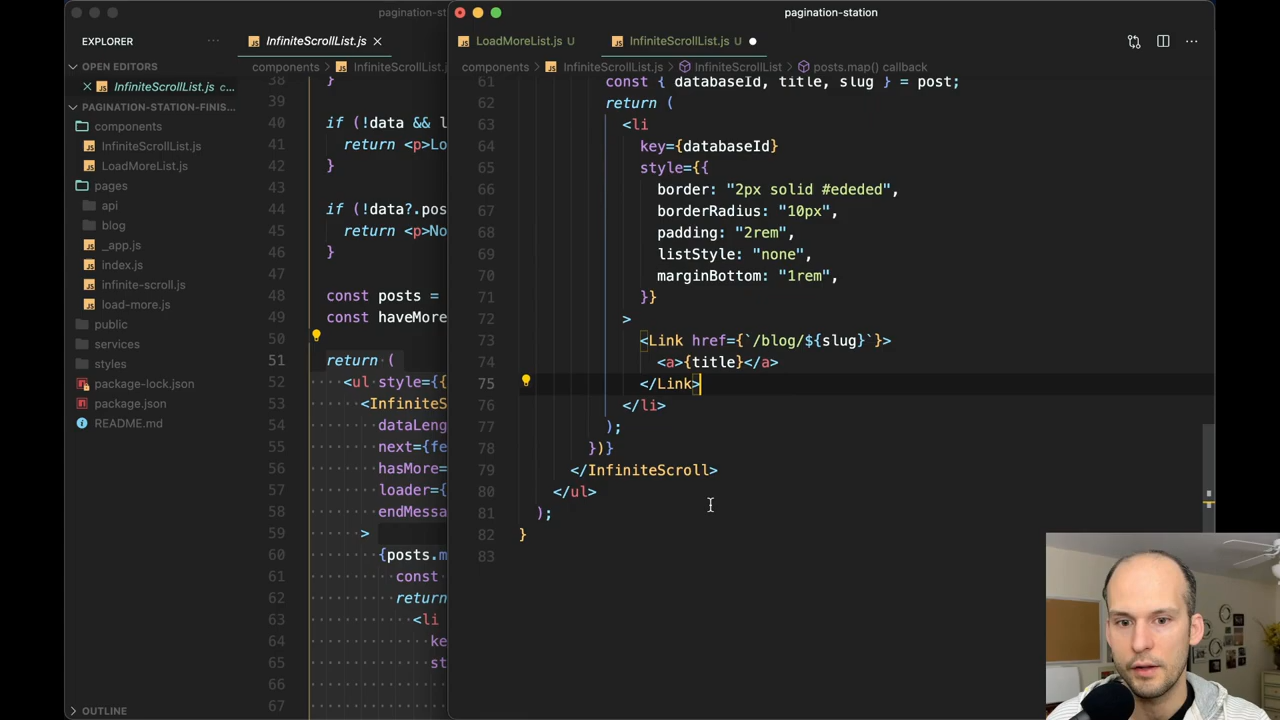 pagination-st
EXPLORER
OPEN EDITORS
InfiniteScrollList.js c...
PAGINATION-STATION-FINIS...
components
InfiniteScrollList.js
LoadMoreList.js
pages
api
blog
_app.js
index.js
infinite-scroll.js
load-more.js
public
services
styles
package-lock.json
package.json
README.md
OUTLINE
InfiniteScrollList.js
components > InfiniteScrollList.
38 }
39
40 if (!data && l
41 return <p>Lo
42 }
43
44 if (!data?.pos
45 return <p>No
46 }
47
48 const posts =
49 const haveMore
50
51 return (
52 <ul style={{
53 <InfiniteS
54 dataLeng
55 next={fe
56 hasMore=
57 loader={
58 endMessa
59 >
60 {posts.m
61 const
62 return
63 <li
64 ke
65 st
66
67
pagination-station
LoadMoreList.js U
InfiniteScrollList.js U
components > InfiniteScrollList.js > InfiniteScrollList > posts.map() callback
61 const { databaseId, title, slug } = post;
62 return (
63 <li
64 key={databaseId}
65 style={{
66 border: "2px solid #ededed",
67 borderRadius: "10px",
68 padding: "2rem",
69 listStyle: "none",
70 marginBottom: "1rem",
71 }}
72 >
73 <Link href={`/blog/${slug}`}>
74 <a>{title}</a>
75 </Link>
76 </li>
77 );
78 })}
79 </InfiniteScroll>
80 </ul>
81 );
82 }
83